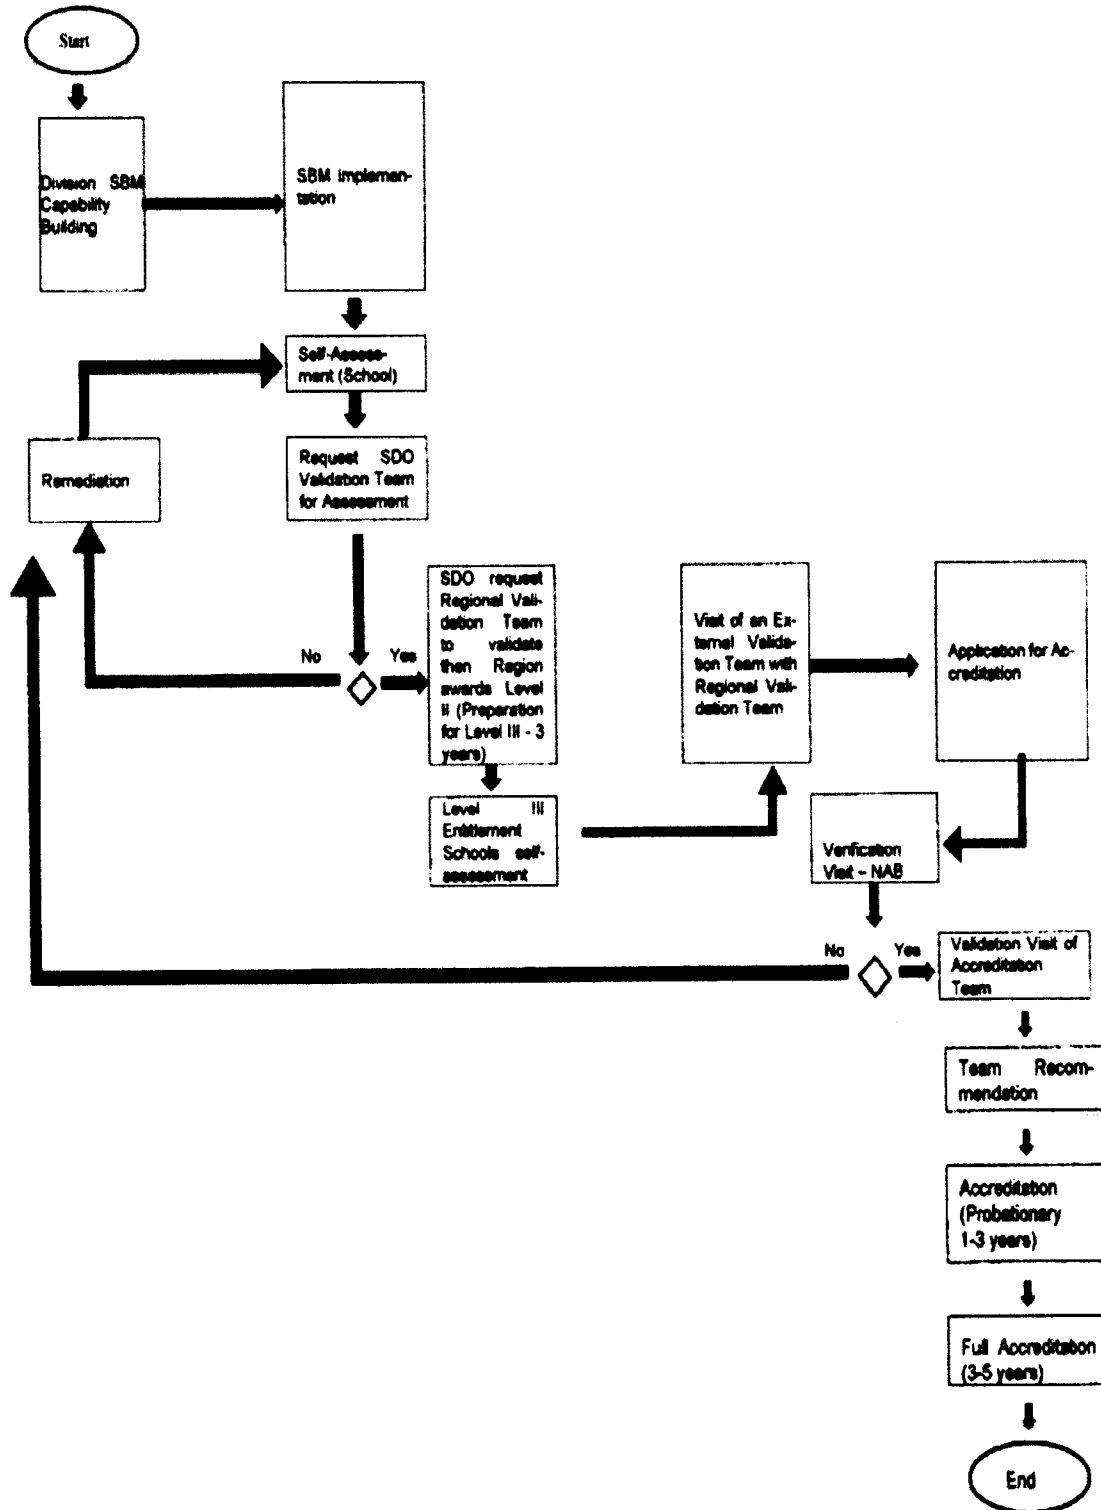 Start
Division SBM
Capability
Building
SBM implemen-
tation
Self-Assess-
ment (School)
Request SDO
Validation Team
for Assessment
Remediation
No
Yes
SDO request
Regional Vali-
dation Team
to validate
then Region
awards Level
II (Preparation
for Level III - 3
years)
Level III
Entitlement
Schools self-
assessment
Visit of an Ex-
ternal Valida-
tion Team with
Regional Vali-
dation Team
Application for Ac-
creditation
Verification
Visit – NAB
No
Yes
Validation Visit of
Accreditation
Team
Team Recom-
mendation
Accreditation
(Probationary
1-3 years)
Full Accreditation
(3-5 years)
End